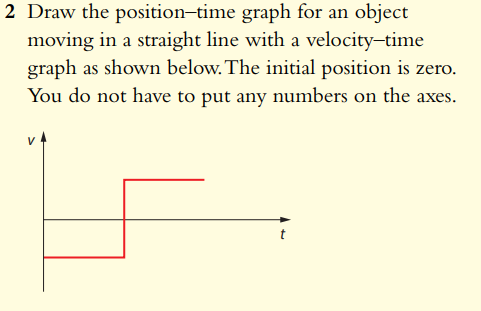 2 Draw the position–time graph for an object
moving in a straight line with a velocity–time
graph as shown below. The initial position is zero.
You do not have to put any numbers on the axes.
v
t